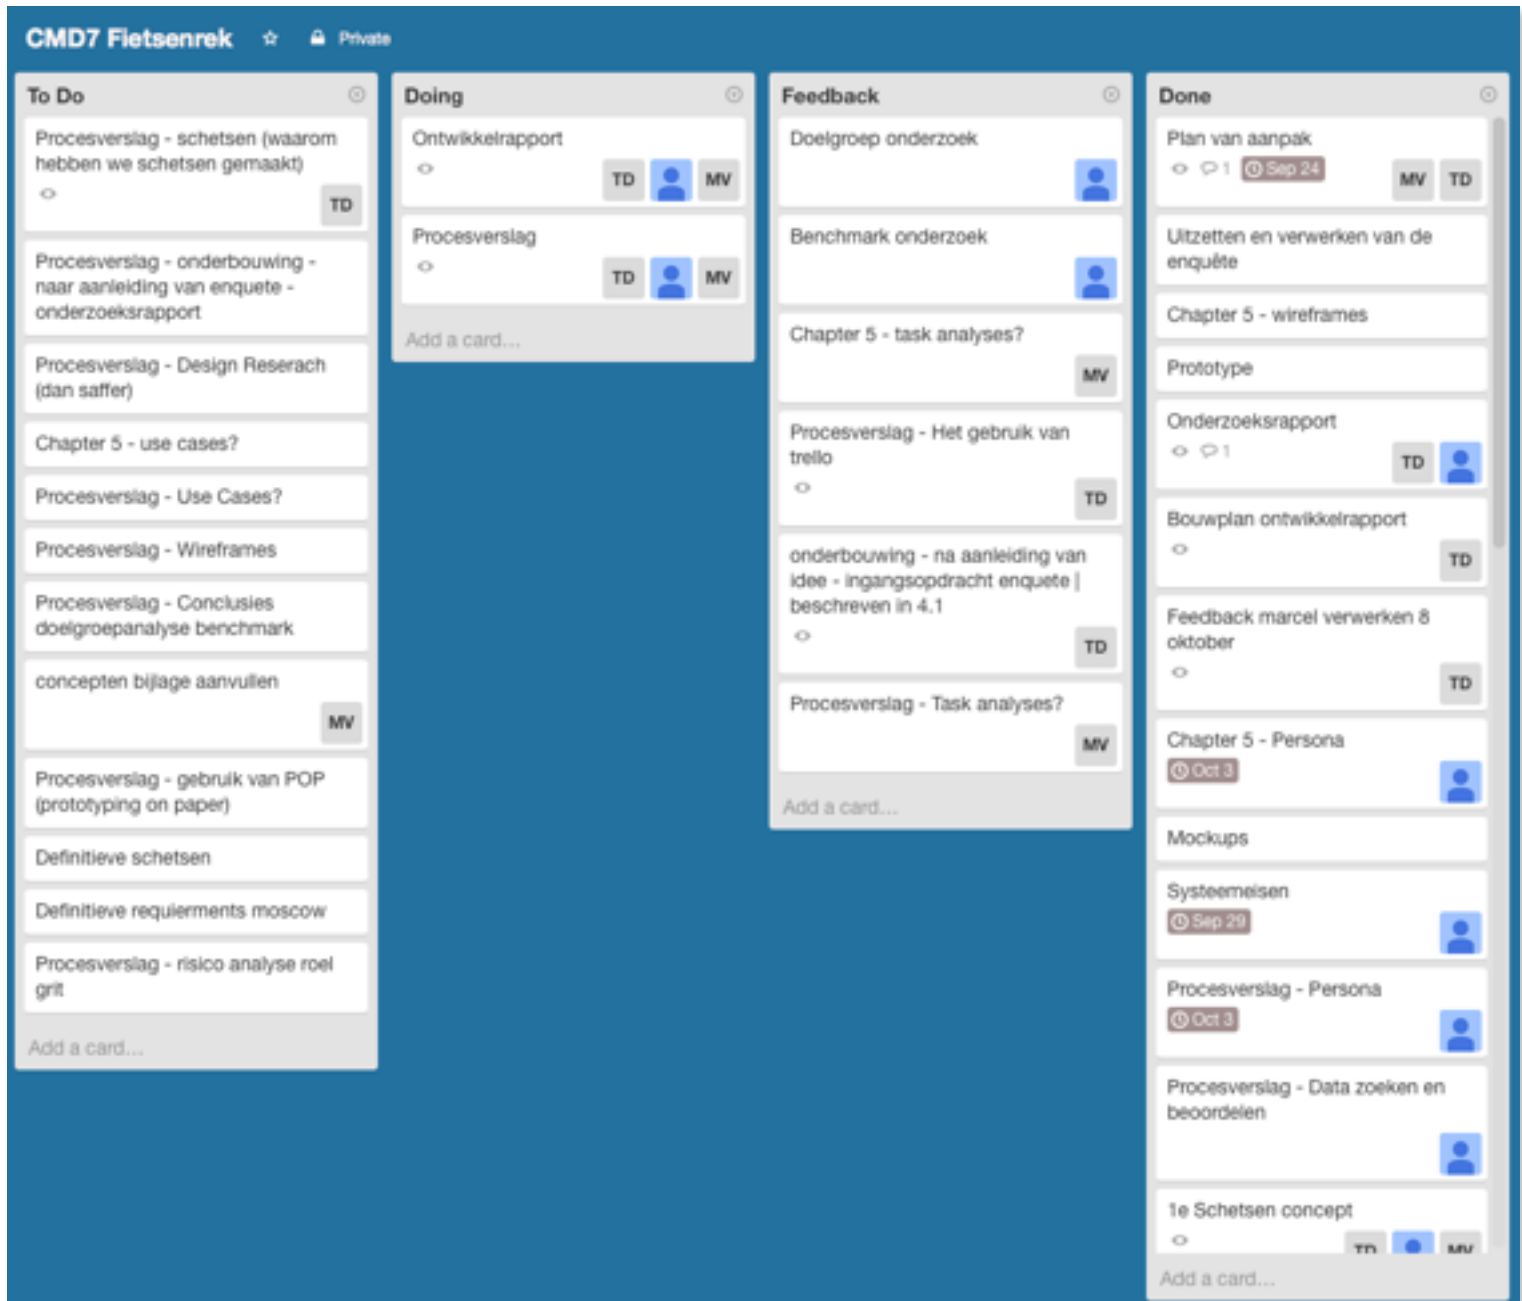 CMD7 Fietsenrek
Private
To Do
Procesverslag - schetsen (waarom
hebben we schetsen gemaakt)
TD
Procesverslag - onderbouwing -
naar aanleiding van enquete -
onderzoeksrapport
Procesverslag - Design Reserach
(dan saffer)
Chapter 5 - use cases?
Procesverslag - Use Cases?
Procesverslag - Wireframes
Procesverslag - Conclusies
doelgroepanalyse benchmark
concepten bijlage aanvullen
MV
Procesverslag - gebruik van POP
(prototyping on paper)
Definitieve schetsen
Definitieve requierments moscow
Procesverslag - risico analyse roel
grit
Add a card...
Doing
Ontwikkelrapport
TD MV
Procesverslag
TD MV
Add a card...
Feedback
Doelgroep onderzoek
Benchmark onderzoek
Chapter 5 - task analyses?
MV
Procesverslag - Het gebruik van
trello
TD
onderbouwing - na aanleiding van
idee - ingangsopdracht enquete |
beschreven in 4.1
TD
Procesverslag - Task analyses?
MV
Add a card...
Done
Plan van aanpak
1 Sep 24 MV TD
Uitzetten en verwerken van de
enquête
Chapter 5 - wireframes
Prototype
Onderzoeksrapport
1 TD
Bouwplan ontwikkelrapport
TD
Feedback marcel verwerken 8
oktober
TD
Chapter 5 - Persona
Oct 3
Mockups
Systeemeisen
Sep 29
Procesverslag - Persona
Oct 3
Procesverslag - Data zoeken en
beoordelen
1e Schetsen concept
TD MV
Add a card...